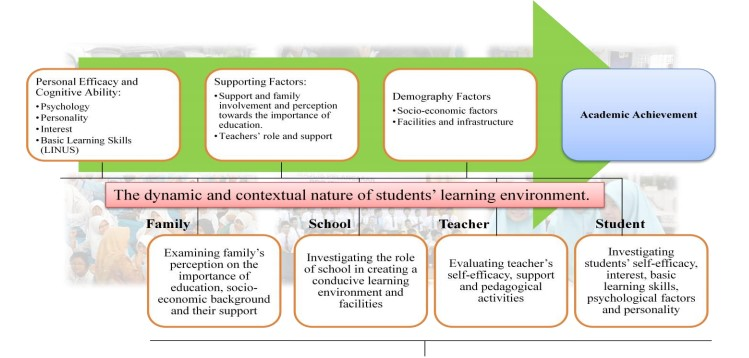 Personal Efficacy and
Cognitive Ability:
•Psychology
•Personality
•Interest
•Basic Learning Skills
(LINUS)
Supporting Factors:
•Support and family
involvement and perception
towards the importance of
education.
•Teachers' role and support
Demography Factors
•Socio-economic factors
•Facilities and infrastructure
Academic Achievement
The dynamic and contextual nature of students' learning environment.
Family
Examining family's
perception on the
importance of
education, socio-
economic background
and their support
School
Investigating the role
of school in creating a
conducive learning
environment and
facilities
Teacher
Evaluating teacher's
self-efficacy, support
and pedagogical
activities
Student
Investigating
students' self-efficacy,
interest, basic
learning skills,
psychological factors
and personality